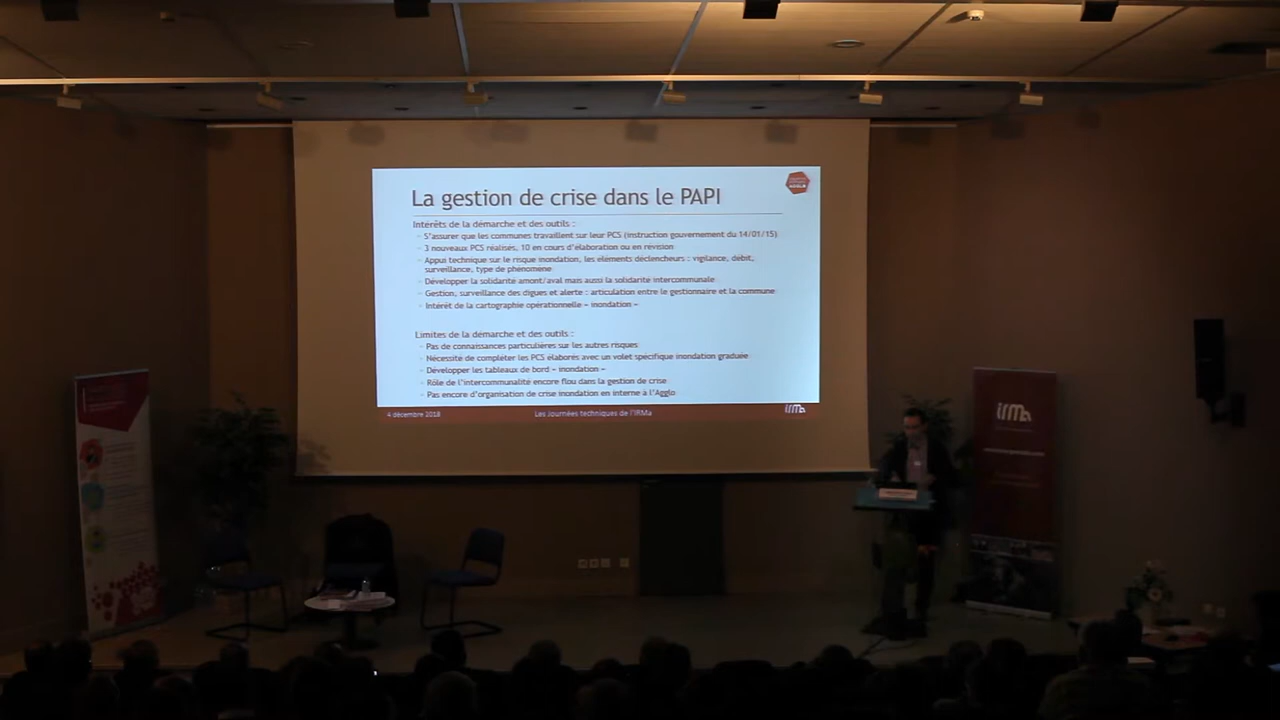 La gestion de crise dans le PAPI
Intérêts de la démarche et des outils :
- S'assurer que les communes travaillent sur leur PCS (instruction gouvernement du 14/01/15)
- 3 nouveaux PCS réalisés, 10 en cours d'élaboration ou en révision
- Appui technique sur le risque inondation, les éléments déclencheurs : vigilance, débit,
surveillance, type de phénomène
- Développer la solidarité amont/aval mais aussi la solidarité intercommunale
- Gestion, surveillance des digues et alerte : articulation entre le gestionnaire et la commune
- Intérêt de la cartographie opérationnelle « inondation »
Limites de la démarche et des outils :
- Pas de connaissances particulières sur les autres risques
- Nécessité de compléter les PCS élaborés avec un volet spécifique inondation graduée
- Développer les tableaux de bord « inondation »
- Rôle de l'intercommunalité encore flou dans la gestion de crise
- Pas encore d'organisation de crise inondation en interne à l'Agglo
4 décembre 2018
Les Journées techniques de l'IRMa
irma
irma